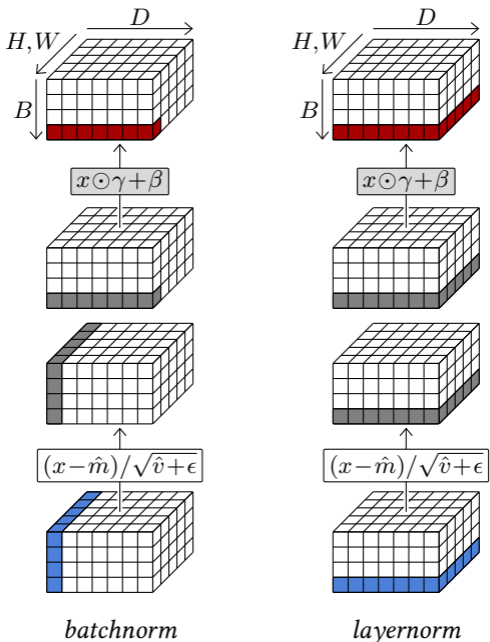 D D
H,W H,W
B B
x⊙γ+β x⊙γ+β
(x−m̂)/√v̂+ϵ (x−m̂)/√v̂+ϵ
batchnorm layernorm